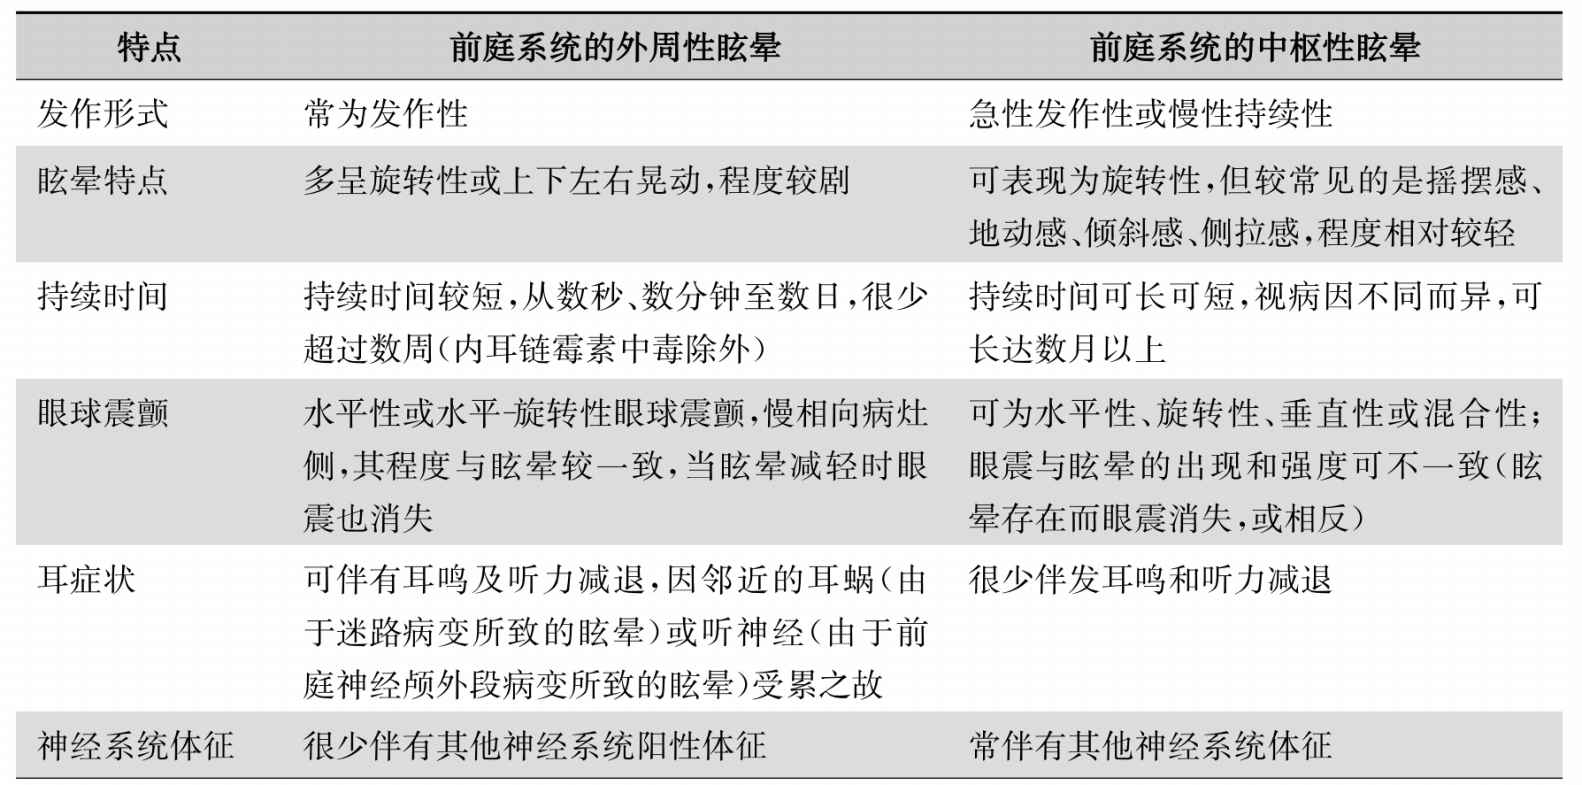 特点 前庭系统的外周性眩晕 前庭系统的中枢性眩晕
发作形式 常为发作性 急性发作性或慢性持续性
眩晕特点 多呈旋转性或上下左右晃动，程度较剧 可表现为旋转性，但较常见的是摇摆感、
地动感、倾斜感、侧拉感，程度相对较轻
持续时间 持续时间较短，从数秒、数分钟至数日，很少 持续时间可长可短，视病因不同而异，可
超过数周（内耳链霉素中毒除外） 长达数月以上
眼球震颤 水平性或水平-旋转性眼球震颤，慢相向病灶 可为水平性、旋转性、垂直性或混合性；
侧，其程度与眩晕较一致，当眩晕减轻时眼 眼震与眩晕的出现和强度可不一致（眩
震也消失 晕存在而眼震消失，或相反）
耳症状 可伴有耳鸣及听力减退，因邻近的耳蜗（由 很少伴发耳鸣和听力减退
于迷路病变所致的眩晕）或听神经（由于前
庭神经颅外段病变所致的眩晕）受累之故
神经系统体征 很少伴有其他神经系统阳性体征 常伴有其他神经系统体征